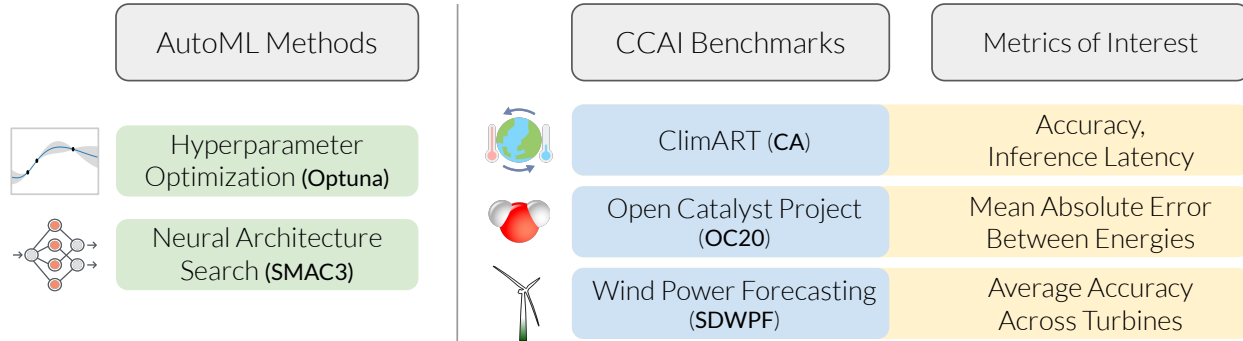 AutoML Methods
CCAI Benchmarks
Metrics of Interest
Hyperparameter
Optimization (Optuna)
Neural Architecture
Search (SMAC3)
ClimART (CA)
Accuracy,
Inference Latency
Open Catalyst Project
(OC20)
Mean Absolute Error
Between Energies
Wind Power Forecasting
(SDWPF)
Average Accuracy
Across Turbines